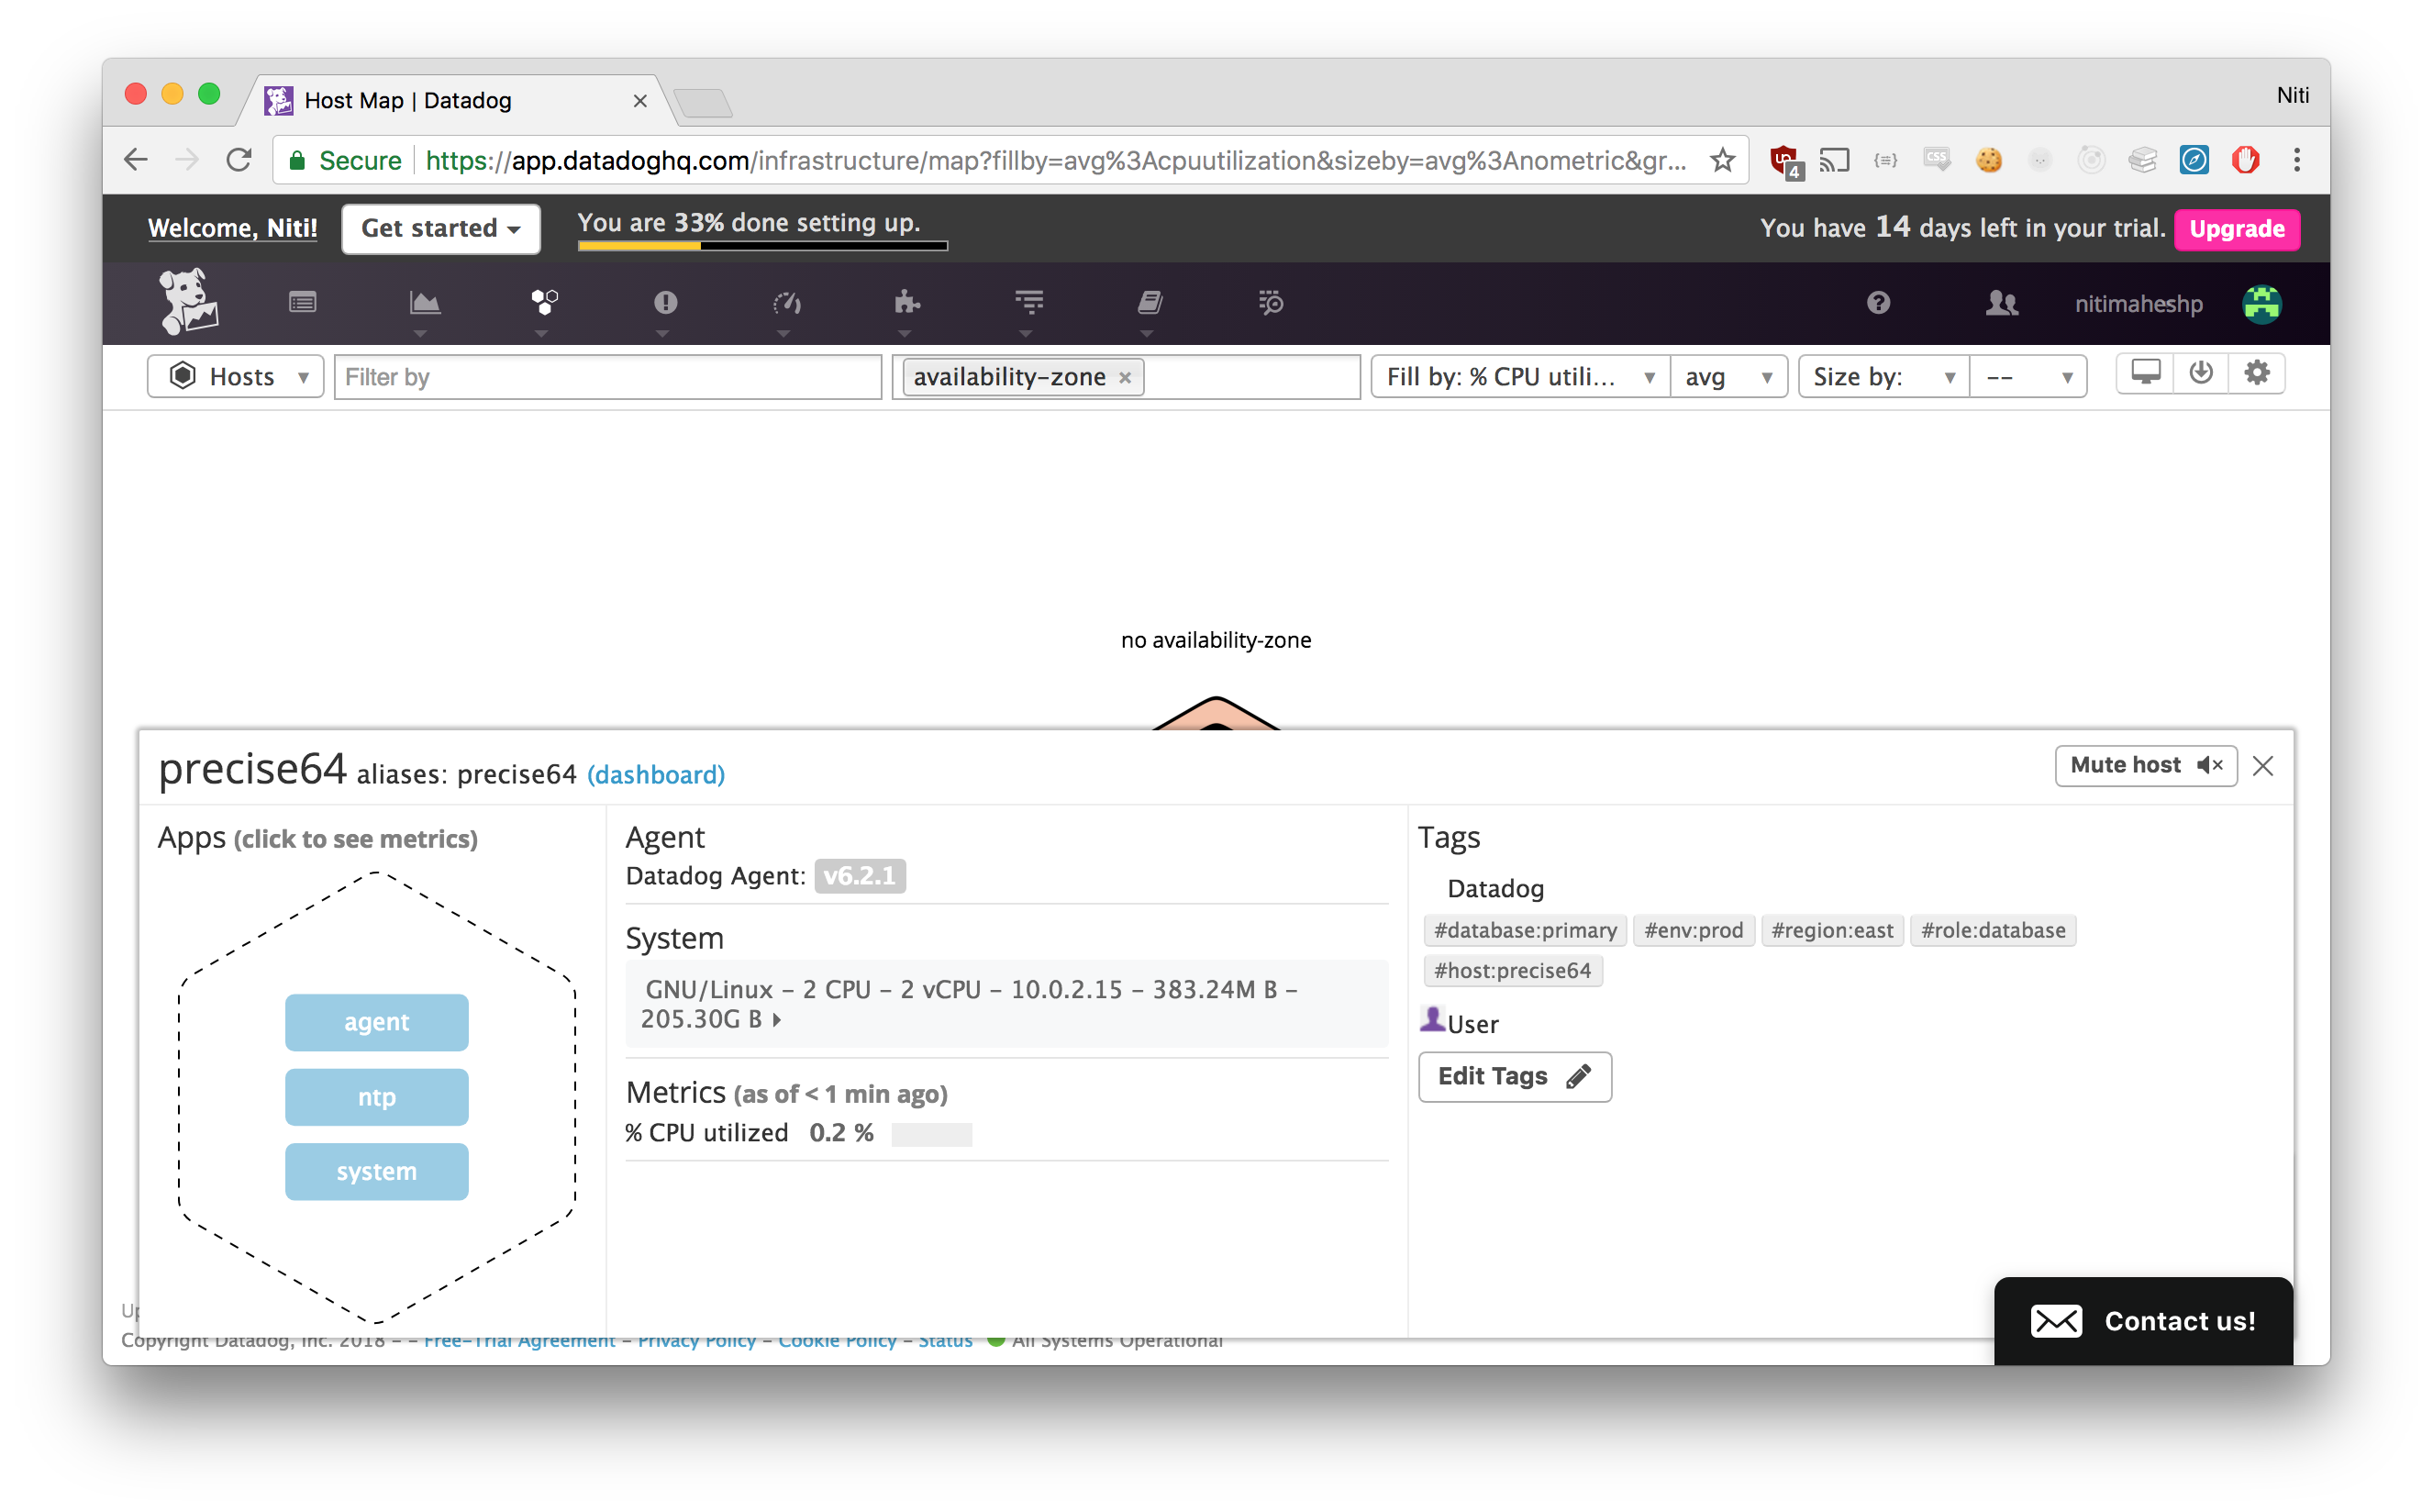 Host Map | Datadog
Niti
Secure https://app.datadoghq.com/infrastructure/map?fillby=avg%3Acpuutilization&sizeby=avg%3Anometric&gr...
4
CSS
Welcome, Niti! Get started You are 33% done setting up. You have 14 days left in your trial. Upgrade
nitimaheshp
Hosts Filter by availability-zone × Fill by: % CPU utili... avg Size by: --
no availability-zone
precise64 aliases: precise64 (dashboard) Mute host
Apps (click to see metrics)
agent
ntp
system
Agent
Datadog Agent: v6.2.1
System
GNU/Linux – 2 CPU – 2 vCPU – 10.0.2.15 – 383.24M B –
205.30G B
Metrics (as of < 1 min ago)
% CPU utilized 0.2 %
Tags
Datadog
#database:primary #env:prod #region:east #role:database
#host:precise64
User
Edit Tags
Contact us!
Copyright Datadog, Inc. 2018 – – Free-Trial Agreement – Privacy Policy – Cookie Policy – Status All Systems Operational